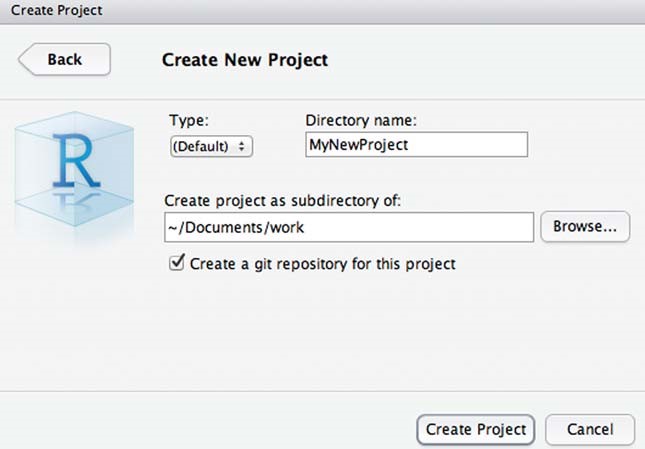 Create Project
Back
Create New Project
R
Type:
Directory name:
(Default)
MyNewProject
Create project as subdirectory of:
~/Documents/work
Browse...
Create a git repository for this project
Create Project
Cancel